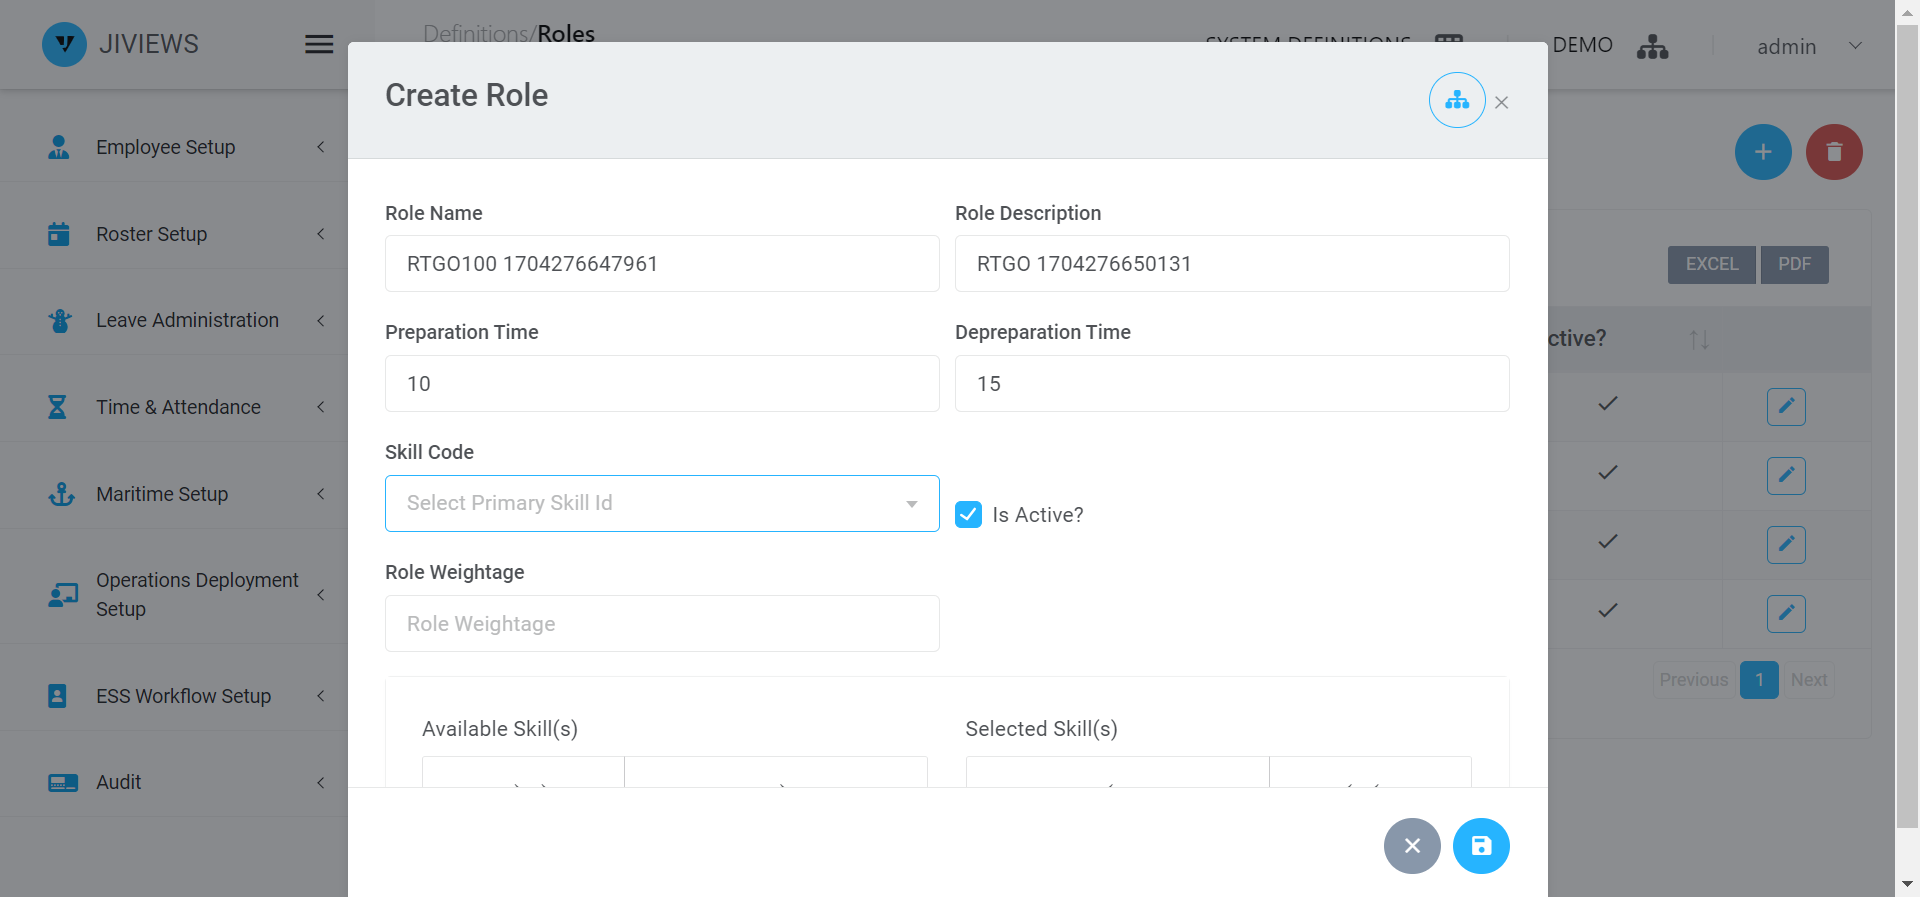 JIVIEWS
Definitions/Roles
SYSTEM DEFINITIONS
DEMO
admin
Employee Setup
Roster Setup
Leave Administration
Time & Attendance
Maritime Setup
Operations Deployment
Setup
ESS Workflow Setup
Audit
Create Role
Role Name
Role Description
RTGO100 1704276647961
RTGO 1704276650131
Preparation Time
Depreparation Time
10
15
Skill Code
Select Primary Skill Id
Is Active?
Role Weightage
Role Weightage
Available Skill(s)
Selected Skill(s)
EXCEL
PDF
ctive?
Previous
1
Next